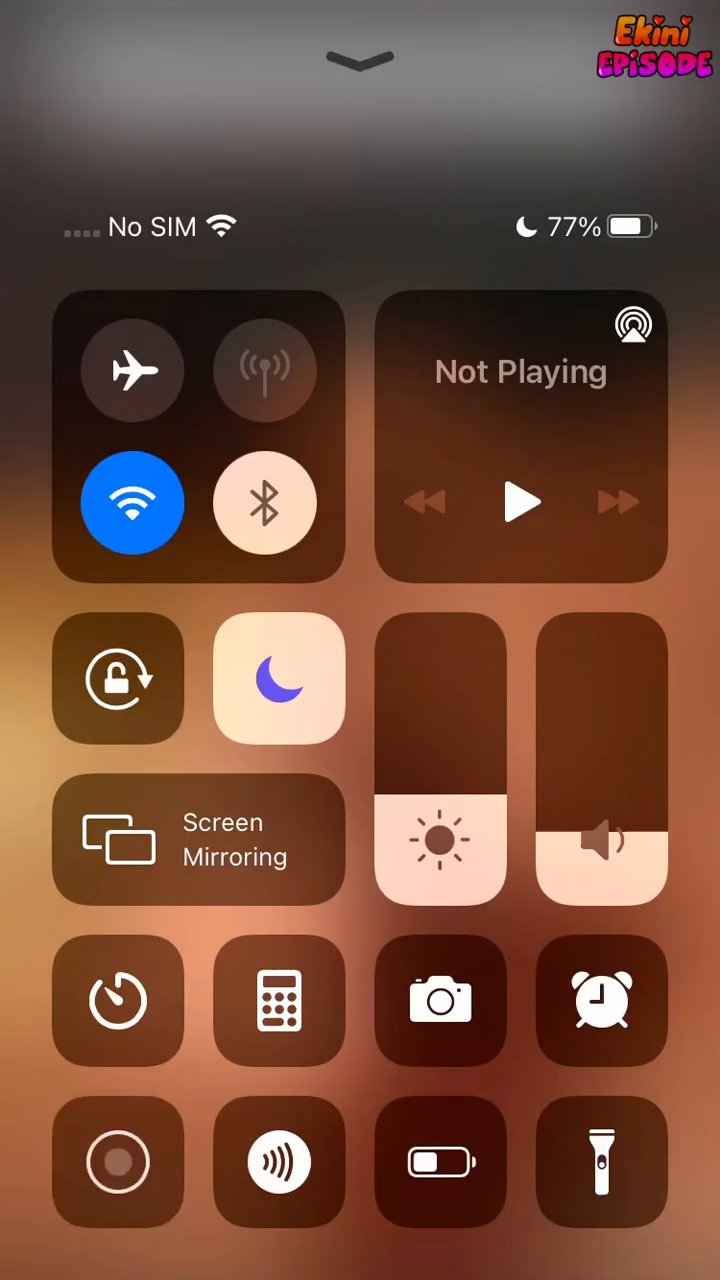 Ekini
EPiSODE
No SIM
77%
Not Playing
Screen
Mirroring